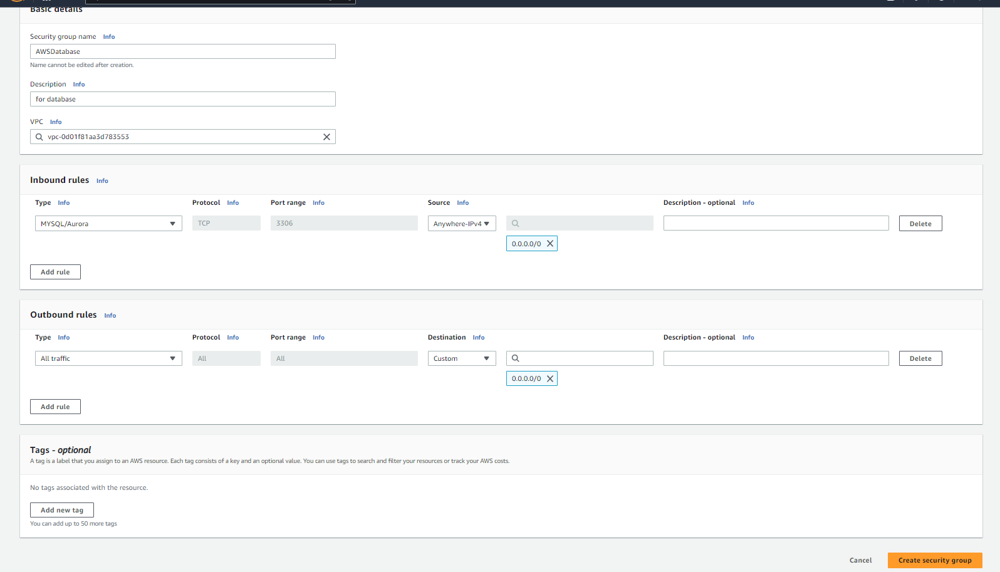 Basic details
Security group name Info
AWSDatabase
Name cannot be edited after creation.
Description Info
for database
VPC Info
vpc-0d01f81aa3d783553
Inbound rules Info
Type Info Protocol Info Port range Info Source Info Description - optional Info
MYSQL/Aurora TCP 3306 Anywhere-IPv4 Delete
0.0.0.0/0
Add rule
Outbound rules Info
Type Info Protocol Info Port range Info Destination Info Description - optional Info
All traffic All All Custom Delete
0.0.0.0/0
Add rule
Tags - optional
A tag is a label that you assign to an AWS resource. Each tag consists of a key and an optional value. You can use tags to search and filter your resources or track your AWS costs.
No tags associated with the resource.
Add new tag
You can add up to 50 more tags
Cancel Create security group